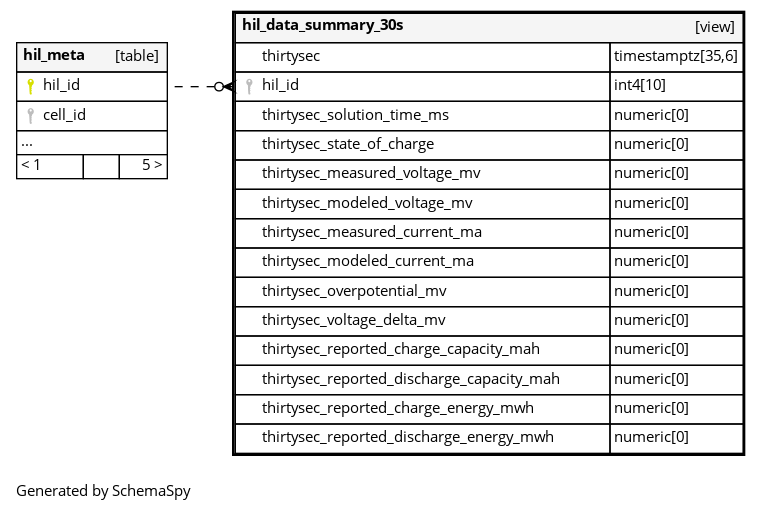 hil_meta [table]
hil_id
cell_id
...
< 1 5 >
hil_data_summary_30s [view]
thirtysec timestamptz[35,6]
hil_id int4[10]
thirtysec_solution_time_ms numeric[0]
thirtysec_state_of_charge numeric[0]
thirtysec_measured_voltage_mv numeric[0]
thirtysec_modeled_voltage_mv numeric[0]
thirtysec_measured_current_ma numeric[0]
thirtysec_modeled_current_ma numeric[0]
thirtysec_overpotential_mv numeric[0]
thirtysec_voltage_delta_mv numeric[0]
thirtysec_reported_charge_capacity_mah numeric[0]
thirtysec_reported_discharge_capacity_mah numeric[0]
thirtysec_reported_charge_energy_mwh numeric[0]
thirtysec_reported_discharge_energy_mwh numeric[0]
Generated by SchemaSpy